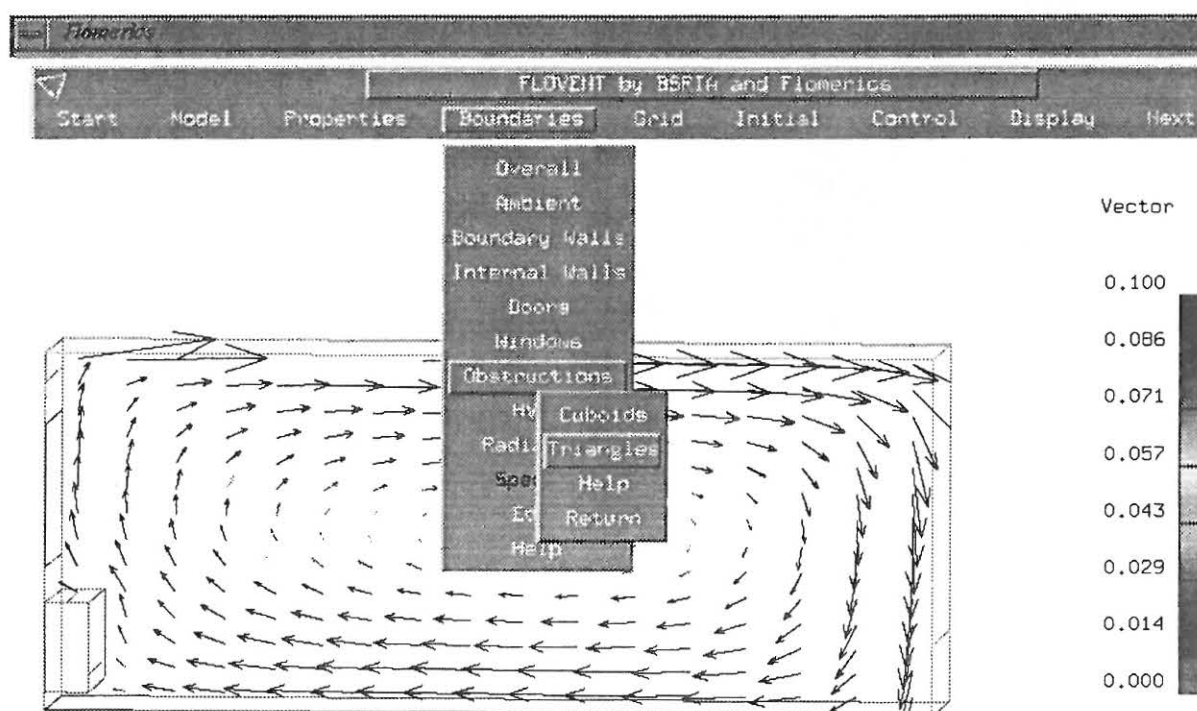 Flomerics
FLOVENT by BSRIA and Flomerics
Start Model Properties Boundaries Grid Initial Control Display Next
Overall
Ambient
Boundary Walls
Internal Walls
Doors
Windows
Obstructions
Cuboids
Triangles
Help
Return
Help
Vector
0.100
0.086
0.071
0.057
0.043
0.029
0.014
0.000